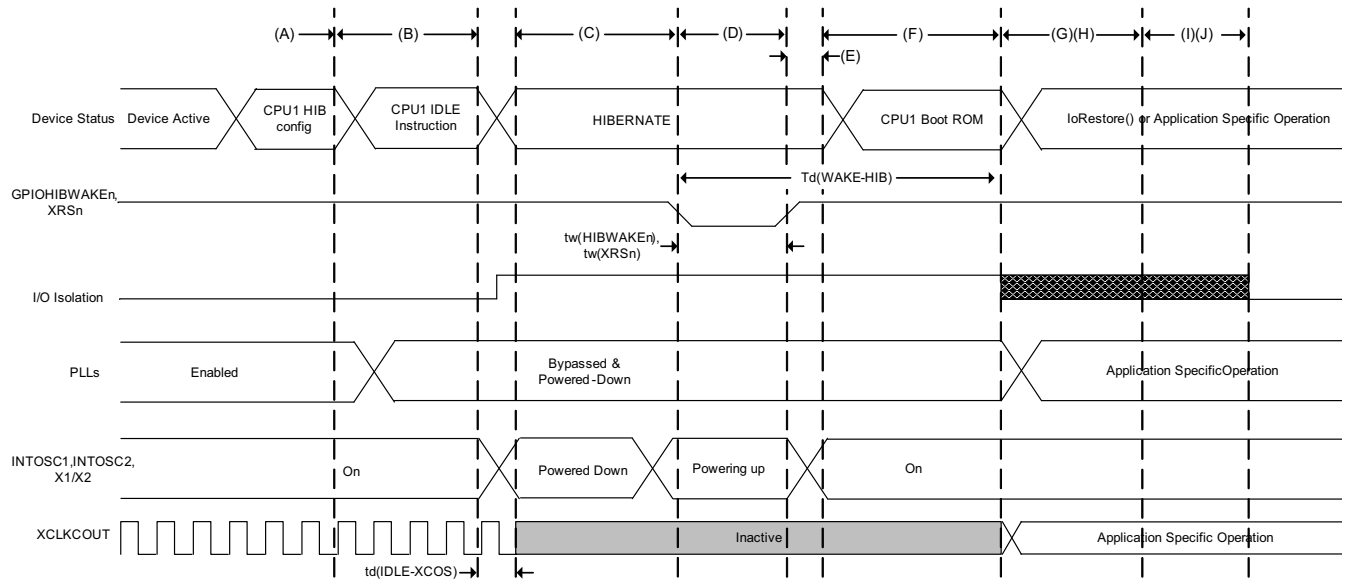 (A) (B) (C) (D) (F) (G)(H) (I)(J)
(E)
Device Status Device Active CPU1 HIB config CPU1 IDLE Instruction HIBERNATE CPU1 Boot ROM IoRestore() or Application Specific Operation
Td(WAKE-HIB)
GPIOHIBWAKEn,
XRSn
tw(HIBWAKEn),
tw(XRSn)
I/O Isolation
PLLs Enabled Bypassed & Powered-Down Application SpecificOperation
INTOSC1,INTOSC2,
X1/X2
On Powered Down Powering up On
XCLKCOUT Inactive Application Specific Operation
td(IDLE-XCOS)